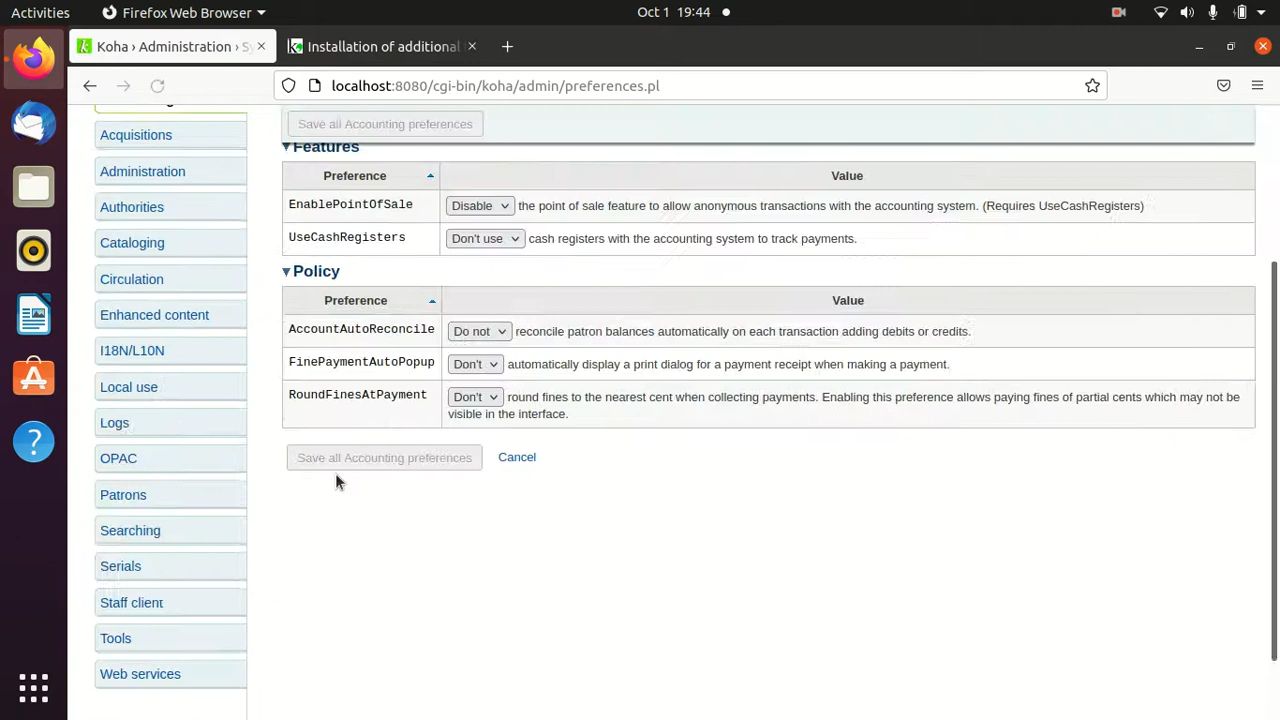 Activities
Firefox Web Browser
Oct 1 19:44
Koha › Administration › Sy
Installation of additional
localhost:8080/cgi-bin/koha/admin/preferences.pl
Save all Accounting preferences
Features
Preference Value
EnablePointOfSale Disable the point of sale feature to allow anonymous transactions with the accounting system. (Requires UseCashRegisters)
UseCashRegisters Don't use cash registers with the accounting system to track payments.
Policy
Preference Value
AccountAutoReconcile Do not reconcile patron balances automatically on each transaction adding debits or credits.
FinePaymentAutoPopup Don't automatically display a print dialog for a payment receipt when making a payment.
RoundFinesAtPayment Don't round fines to the nearest cent when collecting payments. Enabling this preference allows paying fines of partial cents which may not be
visible in the interface.
Save all Accounting preferences Cancel
Acquisitions
Administration
Authorities
Cataloging
Circulation
Enhanced content
I18N/L10N
Local use
Logs
OPAC
Patrons
Searching
Serials
Staff client
Tools
Web services